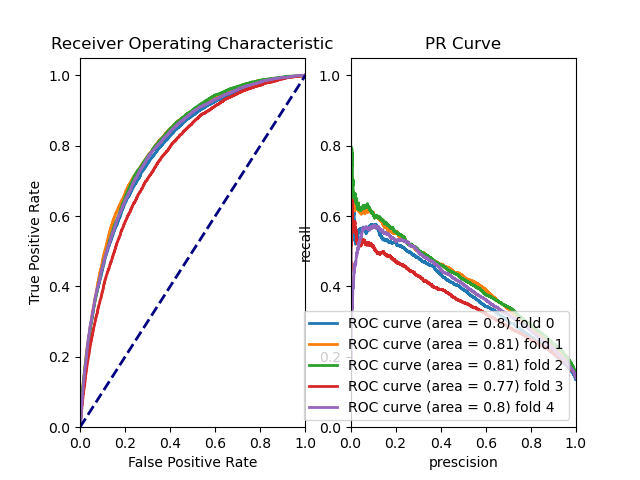 Receiver Operating Characteristic
True Positive Rate
1.0
0.8
0.6
0.4
0.2
0.0
0.0 0.2 0.4 0.6 0.8 1.0
False Positive Rate
PR Curve
recall
1.0
0.8
0.6
0.4
0.2
0.0
0.0 0.2 0.4 0.6 0.8 1.0
prescision
ROC curve (area = 0.8) fold 0
ROC curve (area = 0.81) fold 1
ROC curve (area = 0.81) fold 2
ROC curve (area = 0.77) fold 3
ROC curve (area = 0.8) fold 4